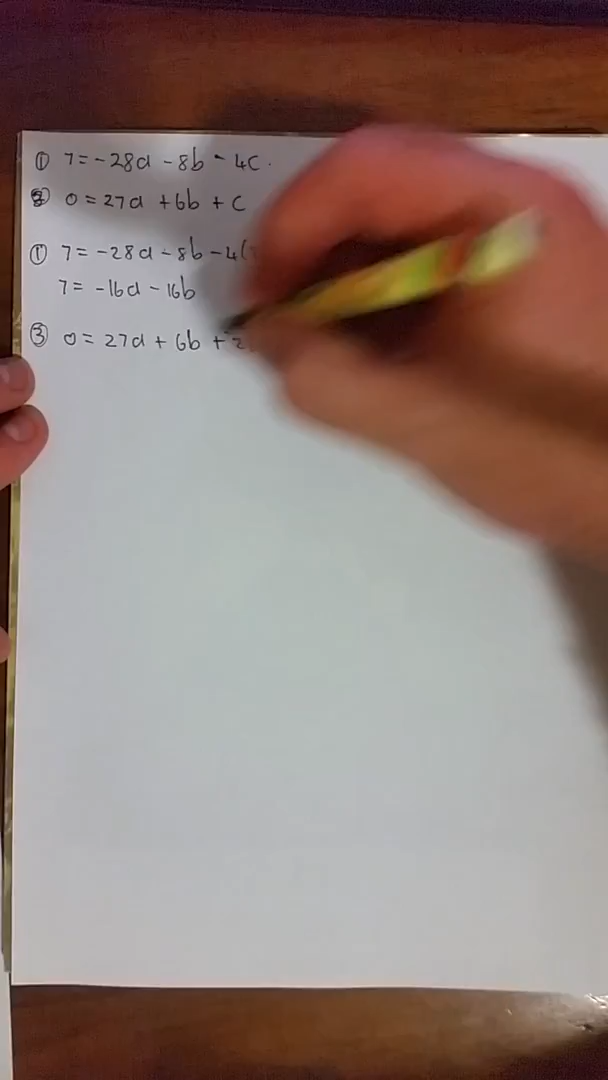 ① 7 = -28a - 8b - 4c.
③ 0 = 27a + 6b + c
① 7 = -28a - 8b - 4(
7 = -16a - 16b
③ 0 = 27a + 6b + 2